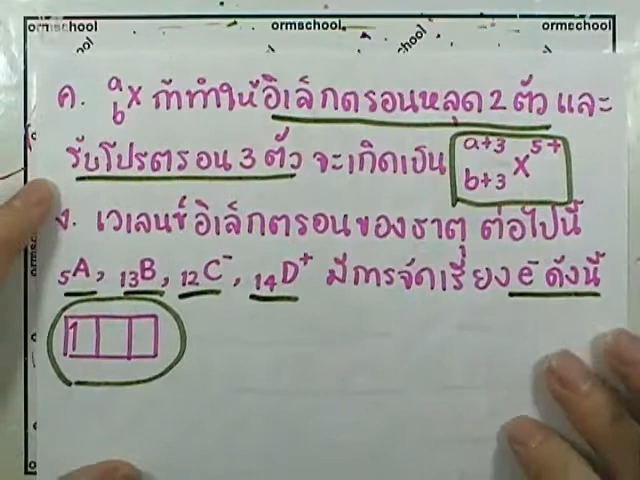 ormschool ormschool ormschool
ค. ᵃ_bX ถ้าทำให้อิเล็กตรอนหลุด 2 ตัว และ
รับโปรตรอน 3 ตัว จะเกิดเป็น ᵃ⁺³_b+3 X⁵⁺
ง. เวเลนซ์อิเล็กตรอนของธาตุ ต่อไปนี้
₅A, ₁₃B, ₁₂C⁻, ₁₄D⁺ มีการจัดเรียง e⁻ ดังนี้
1